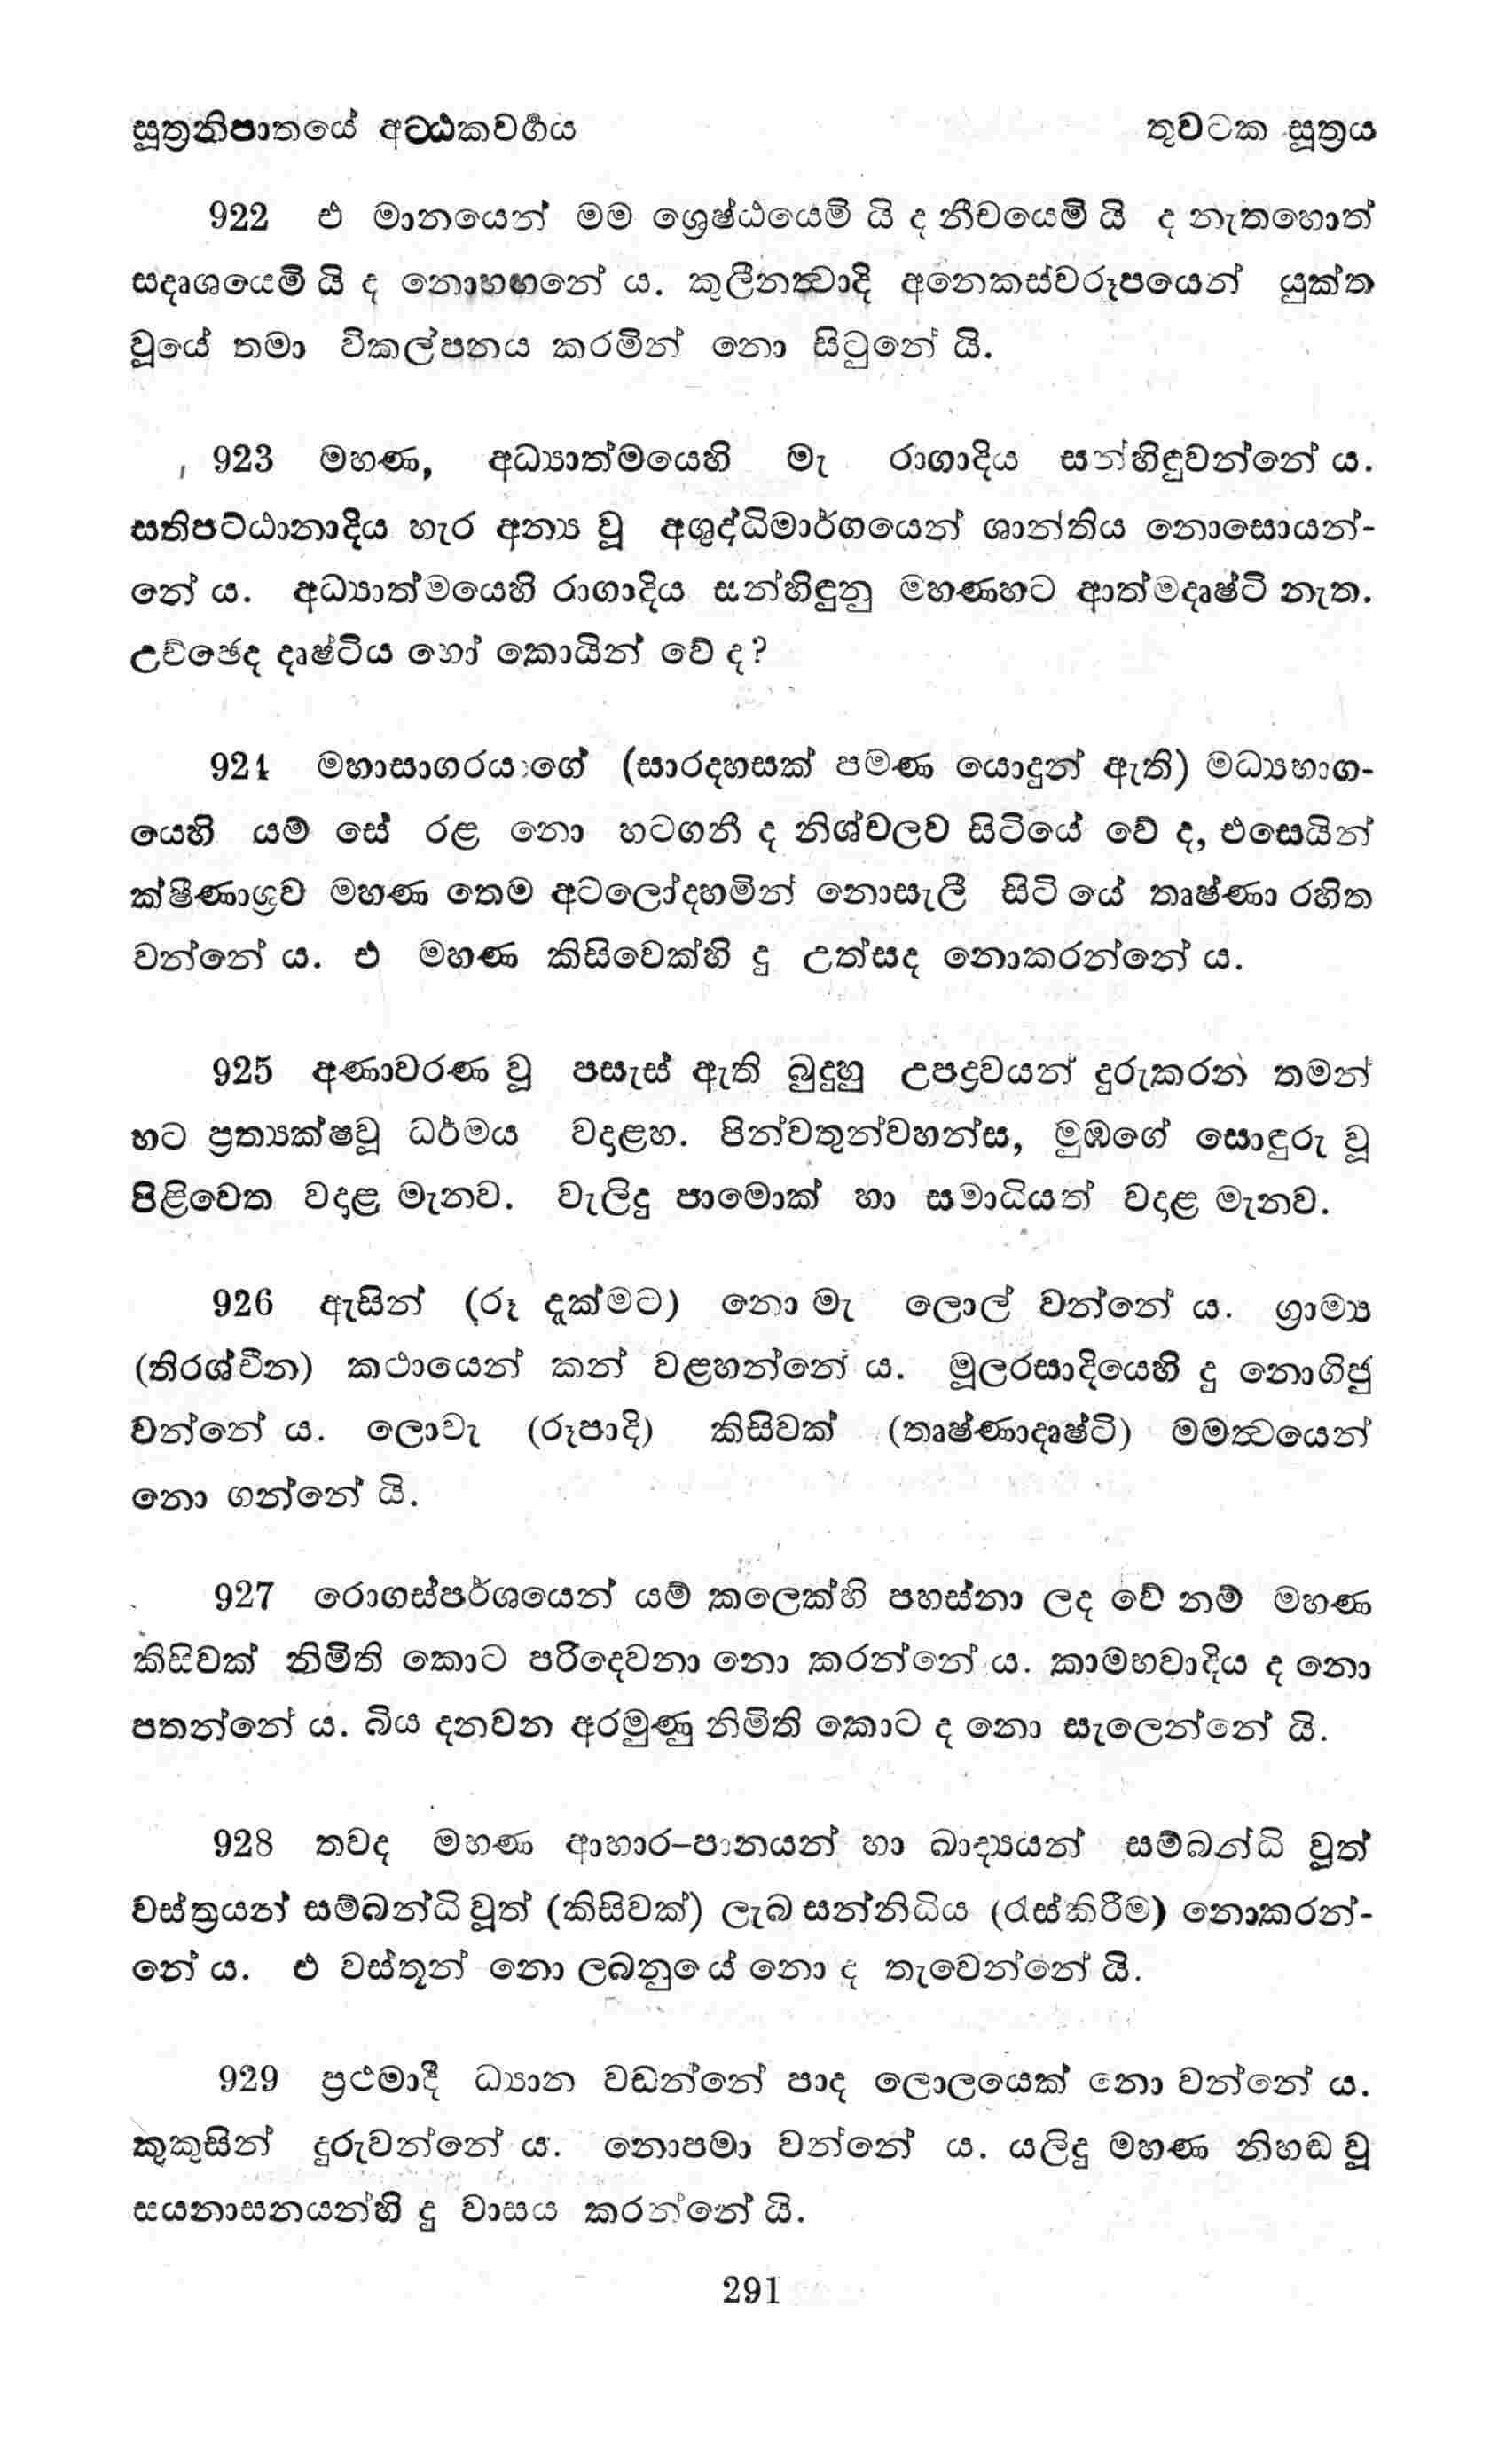 සූත්‍රනිපාතයේ අට්ඨකවර්‍ගය තුවටක සූත්‍රය
922 එ මානයෙන් මම ශ්‍රෙෂ්ඨයෙමි යි ද නීචයෙමි යි ද නැතහොත්
සදෘශයෙමි යි ද නොහඟනේ ය. කුලීනත්‍වාදි අනෙකස්වරූපයෙන් යුක්ත
වූයේ තමා විකල්පනය කරමින් නො සිටුනේ යි.
923 මහණ, අධ්‍යාත්මයෙහි මැ රාගාදිය සන්හිඳුවන්නේ ය.
සතිපට්ඨානාදිය හැර අන්‍ය වූ අශුද්ධිමාර්ගයෙන් ශාන්තිය නොසොයන්-
නේ ය. අධ්‍යාත්මයෙහි රාගාදිය සන්හිඳුනු මහණහට ආත්මදෘෂ්ටි නැත.
උච්ඡෙද දෘෂ්ටිය හෝ කොයින් වේ ද?
924 මහාසාගරයාගේ (සාරදහසක් පමණ යොදුන් ඇති) මධ්‍යභාග-
යෙහි යම් සේ රළ නො හටගනී ද නිශ්චලව සිටියේ වේ ද, එසෙයින්
ක්ෂීණාශ්‍රව මහණ තෙම අටලෝදහමින් නොසැලී සිටි යේ තෘෂ්ණා රහිත
වන්නේ ය. එ මහණ කිසිවෙක්හි දු උත්සද නොකරන්නේ ය.
925 අණාවරණ වූ පසැස් ඇති බුදුහු උපද්‍රවයන් දුරුකරන තමන්
හට ප්‍රත්‍යක්ෂවූ ධර්මය වදළහ. පින්වතුන්වහන්ස, මුඹගේ සොඳුරු වූ
පිළිවෙත වදළ මැනව. වැලිදු පාමොක් හා සමාධියත් වදළ මැනව.
926 ඇසින් (රූ දැක්මට) නො මැ ලොල් වන්නේ ය. ග්‍රාම්‍ය
(තිරශ්චීන) කථායෙන් කන් වළහන්නේ ය. මූලරසාදියෙහි දු නොගිජු
වන්නේ ය. ලොවැ (රූපාදි) කිසිවක් (තෘෂ්ණාදෘෂ්ටි) මමත්‍වයෙන්
නො ගන්නේ යි.
927 රොගස්පර්ශයෙන් යම් කලෙක්හි පහස්නා ලද වේ නම් මහණ
කිසිවක් නිමිති කොට පරිදෙවනා නො කරන්නේ ය. කාමභවාදිය ද නො
පතන්නේ ය. බිය දනවන අරමුණු නිමිති කොට ද නො සැලෙන්නේ යි.
928 තවද මහණ ආහාර-පානයන් හා ඛාද්‍යයන් සම්බන්ධි වූත්
වස්ත්‍රයන් සම්බන්ධි වූත් (කිසිවක්) ලැබ සන්නිධිය (රැස්කිරීම) නොකරන්-
නේ ය. එ වස්තූන් නො ලබනුයේ නො ද තැවෙන්නේ යි.
929 ප්‍රථමාදී ධ්‍යාන වඩන්නේ පාද ලොලයෙක් නො වන්නේ ය.
කුකුසින් දුරුවන්නේ ය. නොපමා වන්නේ ය. යලිදු මහණ නිහඬ වූ
සයනාසනයන්හි දු වාසය කරන්නේ යි.
291